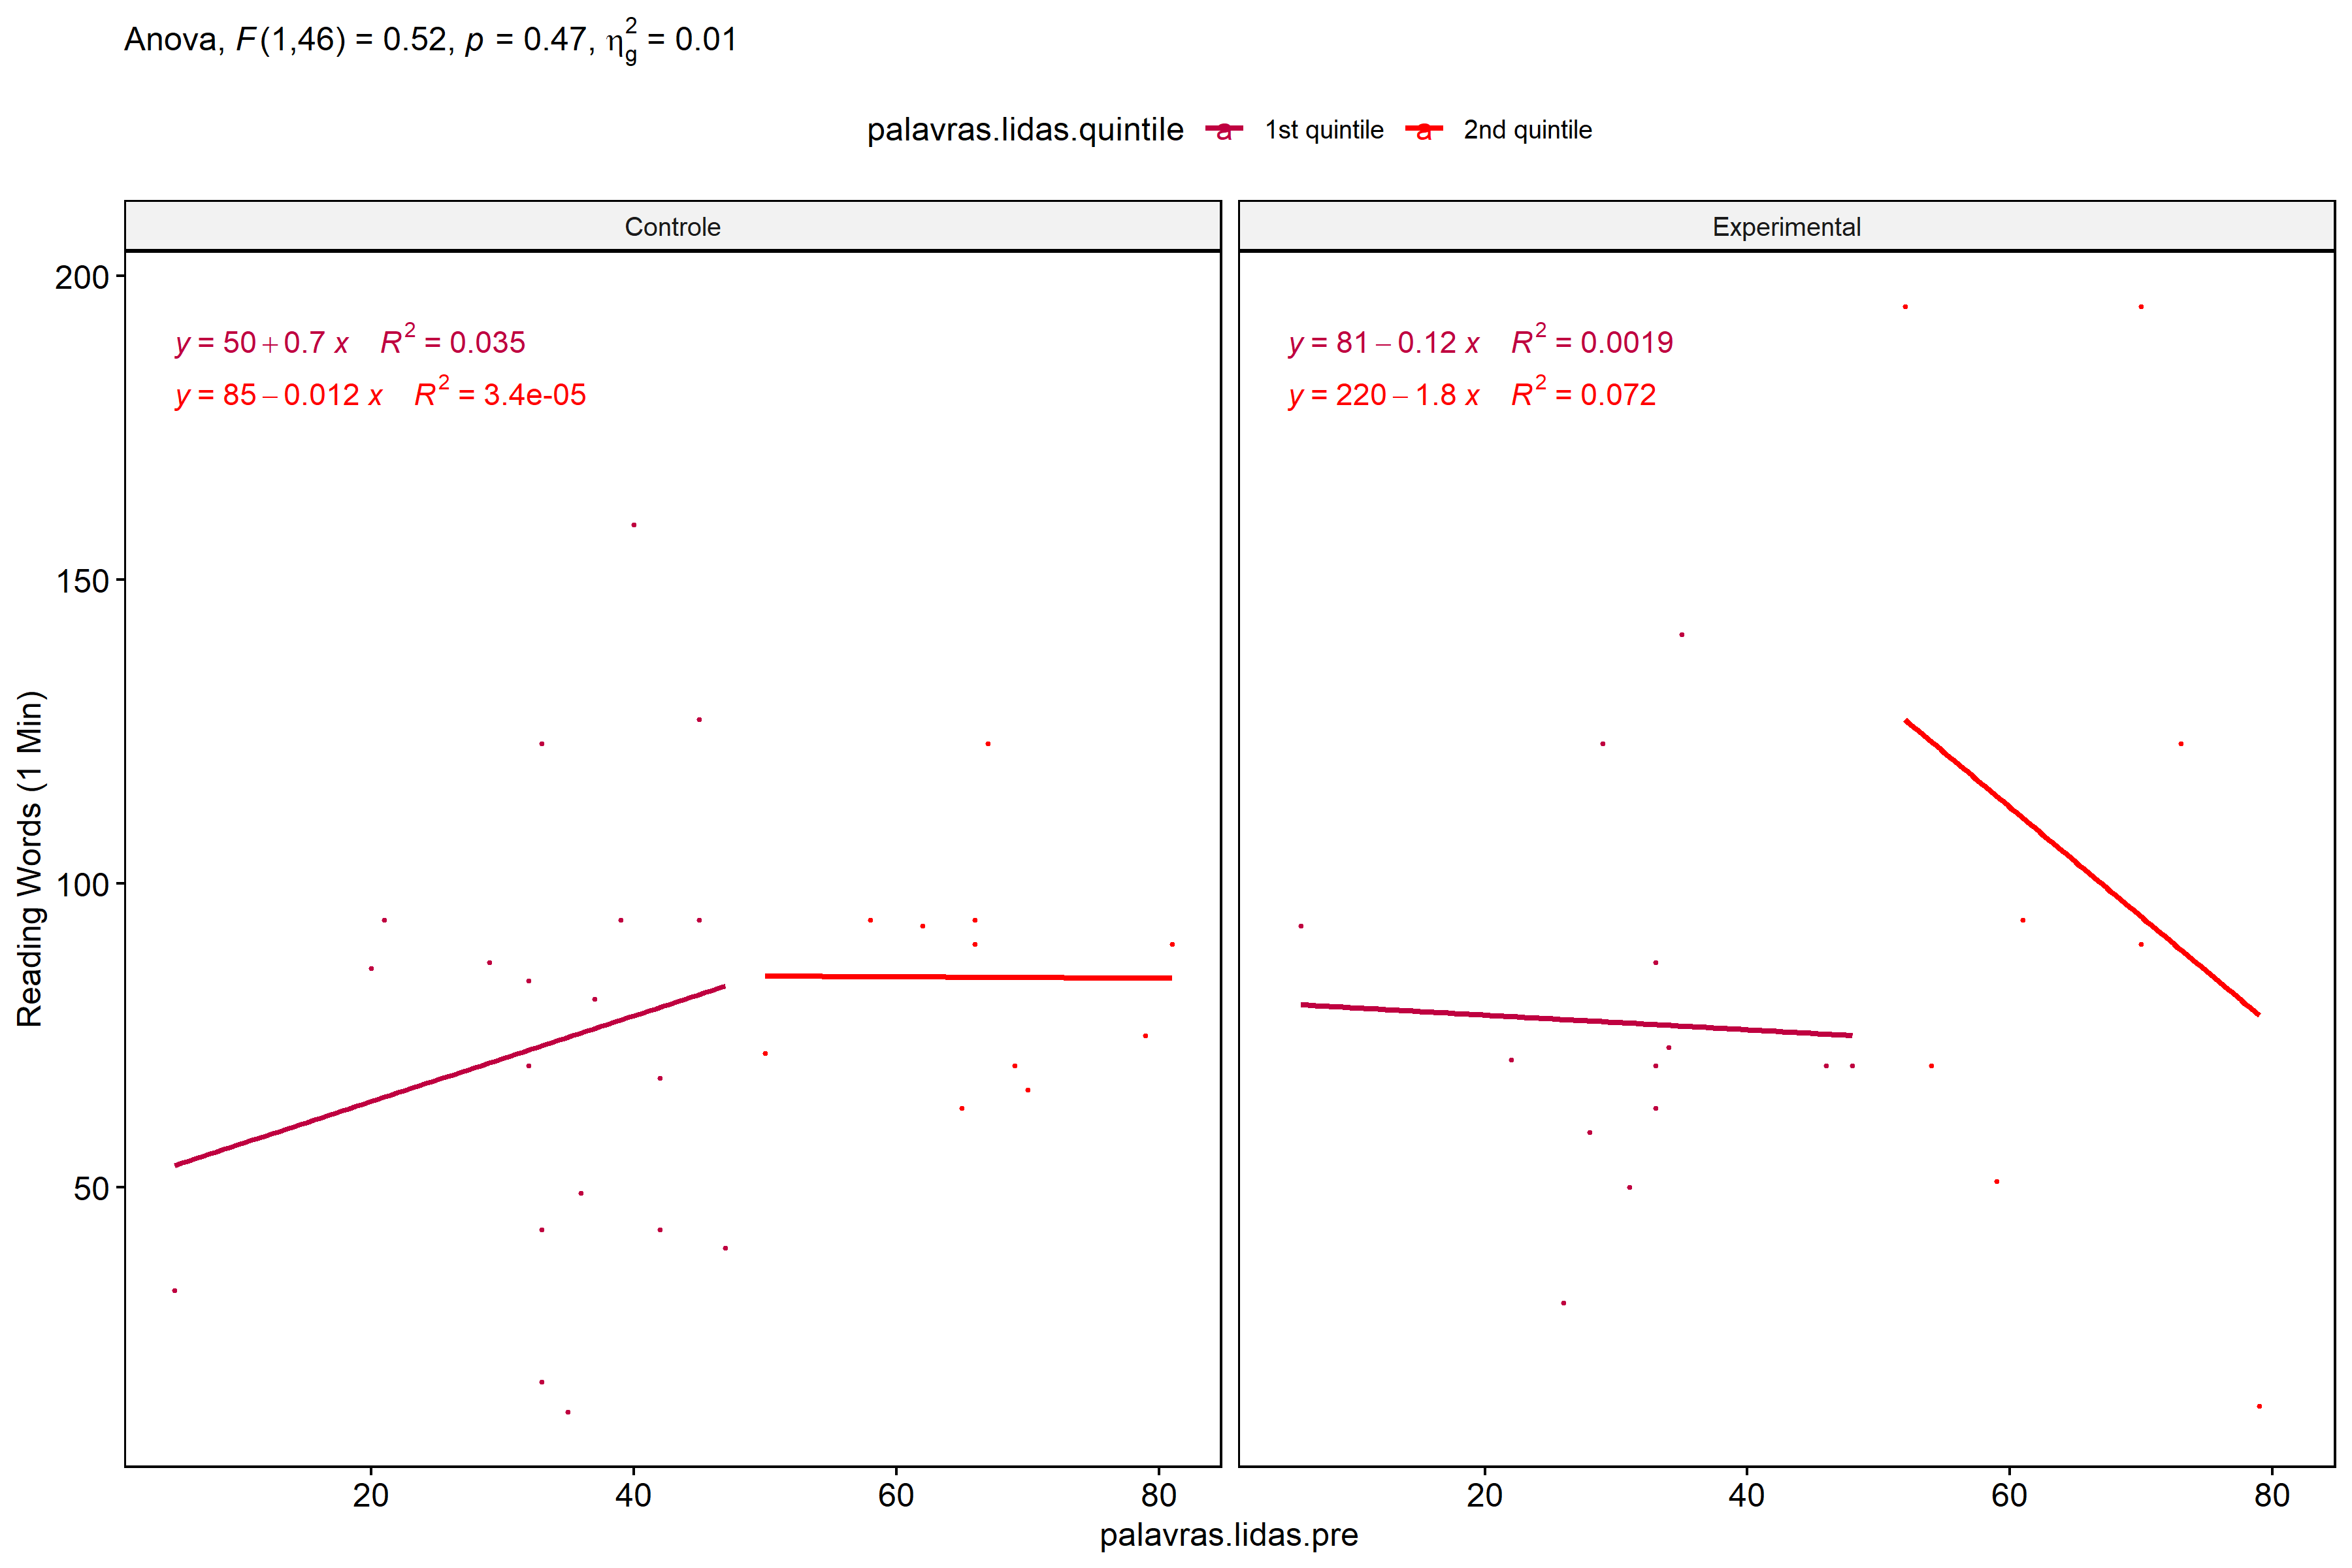 Anova, F(1,46) = 0.52, p = 0.47, η²g = 0.01
palavras.lidas.quintile a 1st quintile a 2nd quintile
Controle
Experimental
y = 50 + 0.7 x R² = 0.035
y = 85 − 0.012 x R² = 3.4e-05
y = 81 − 0.12 x R² = 0.0019
y = 220 − 1.8 x R² = 0.072
Reading Words (1 Min)
200
150
100
50
20 40 60 80
20 40 60 80
palavras.lidas.pre